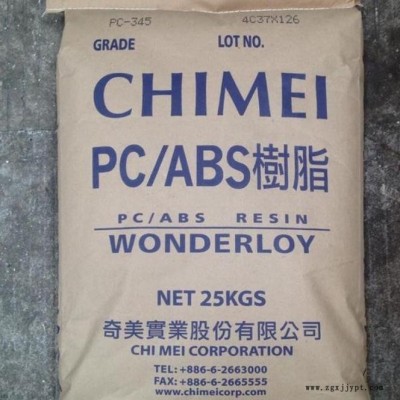 PC-345 4C37X126
GRADE LOT NO.
CHIMEI
PC/ABS樹脂
PC/ABS RESIN
WONDERLOY
NET 25KGS
奇美實業股份有限公司
CHI MEI CORPORATION
TEL: +886-6-2663000
FAX: +886-6-2665555
www.chimeicorp.com
www.zgxjjypt.com